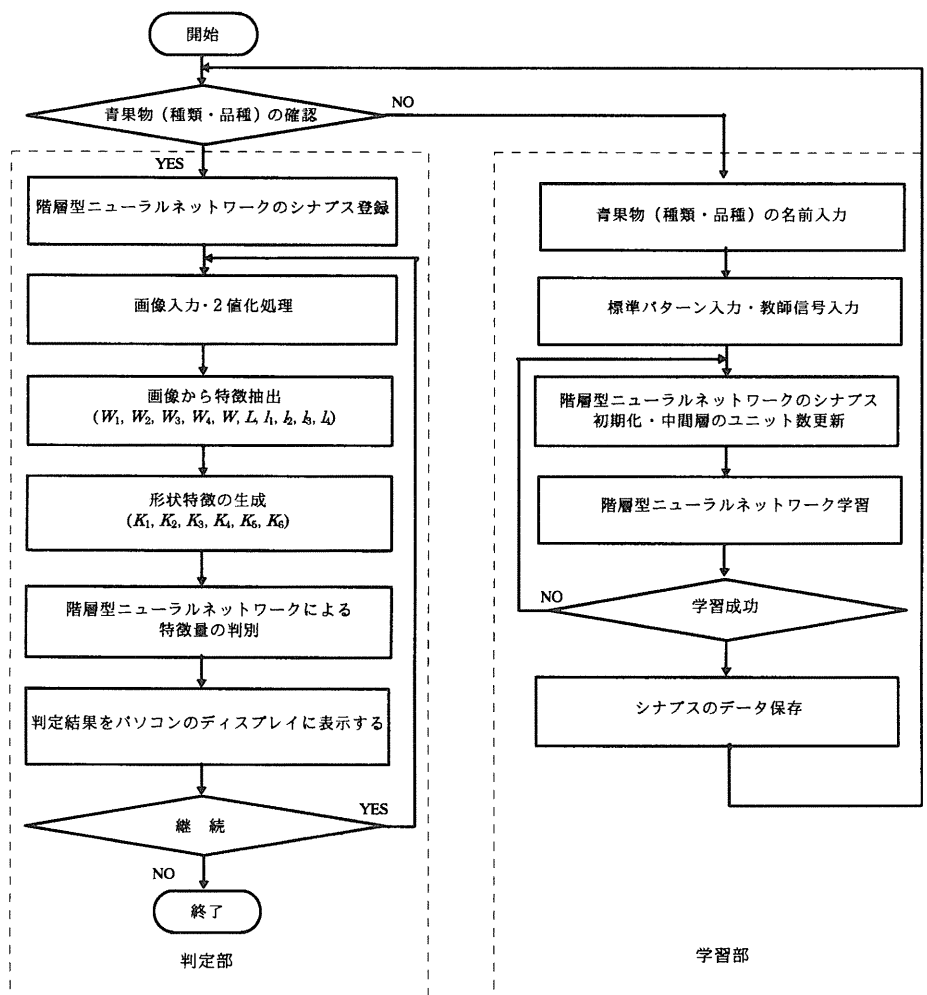 開始
青果物（種類・品種）の確認
NO
YES
階層型ニューラルネットワークのシナプス登録
画像入力・2値化処理
画像から特徴抽出
(W₁, W₂, W₃, W₄, W, L, l₁, l₂, l₃, l₄)
形状特徴の生成
(K₁, K₂, K₃, K₄, K₅, K₆)
階層型ニューラルネットワークによる
特徴量の判別
判定結果をパソコンのディスプレイに表示する
継 続
YES
NO
終了
判定部
青果物（種類・品種）の名前入力
標準パターン入力・教師信号入力
階層型ニューラルネットワークのシナプス
初期化・中間層のユニット数更新
階層型ニューラルネットワーク学習
NO
学習成功
シナプスのデータ保存
学習部